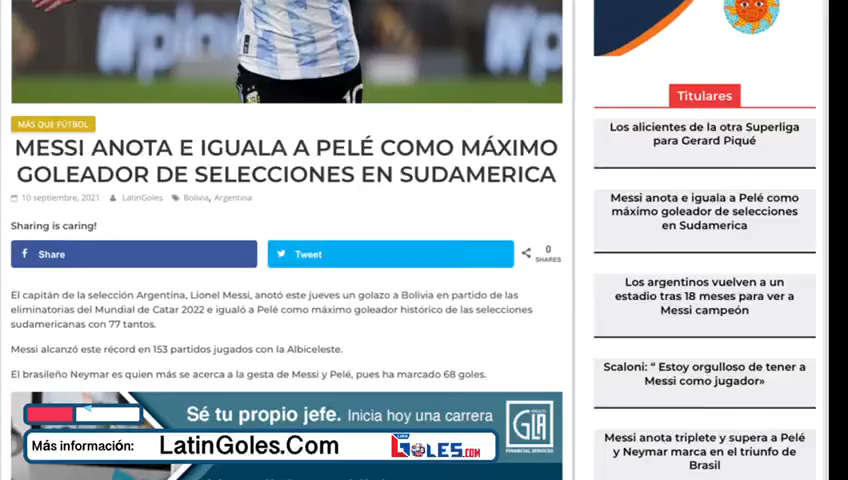 MÁS QUE FÚTBOL
MESSI ANOTA E IGUALA A PELÉ COMO MÁXIMO
GOLEADOR DE SELECCIONES EN SUDAMERICA
10 septiembre, 2021 LatinGoles Bolivia, Argentina
Sharing is caring!
Share
Tweet
0
SHARES
El capitán de la selección Argentina, Lionel Messi, anotó este jueves un golazo a Bolivia en partido de las
eliminatorias del Mundial de Catar 2022 e igualó a Pelé como máximo goleador histórico de las selecciones
sudamericanas con 77 tantos.
Messi alcanzó este récord en 153 partidos jugados con la Albiceleste.
El brasileño Neymar es quien más se acerca a la gesta de Messi y Pelé, pues ha marcado 68 goles.
Sé tu propio jefe. Inicia hoy una carrera
GLA
FINANCIAL SERVICES
Más información: LatinGoles.Com
GOLES.COM
Titulares
Los alicientes de la otra Superliga
para Gerard Piqué
Messi anota e iguala a Pelé como
máximo goleador de selecciones
en Sudamerica
Los argentinos vuelven a un
estadio tras 18 meses para ver a
Messi campeón
Scaloni: “ Estoy orgulloso de tener a
Messi como jugador»
Messi anota triplete y supera a Pelé
y Neymar marca en el triunfo de
Brasil